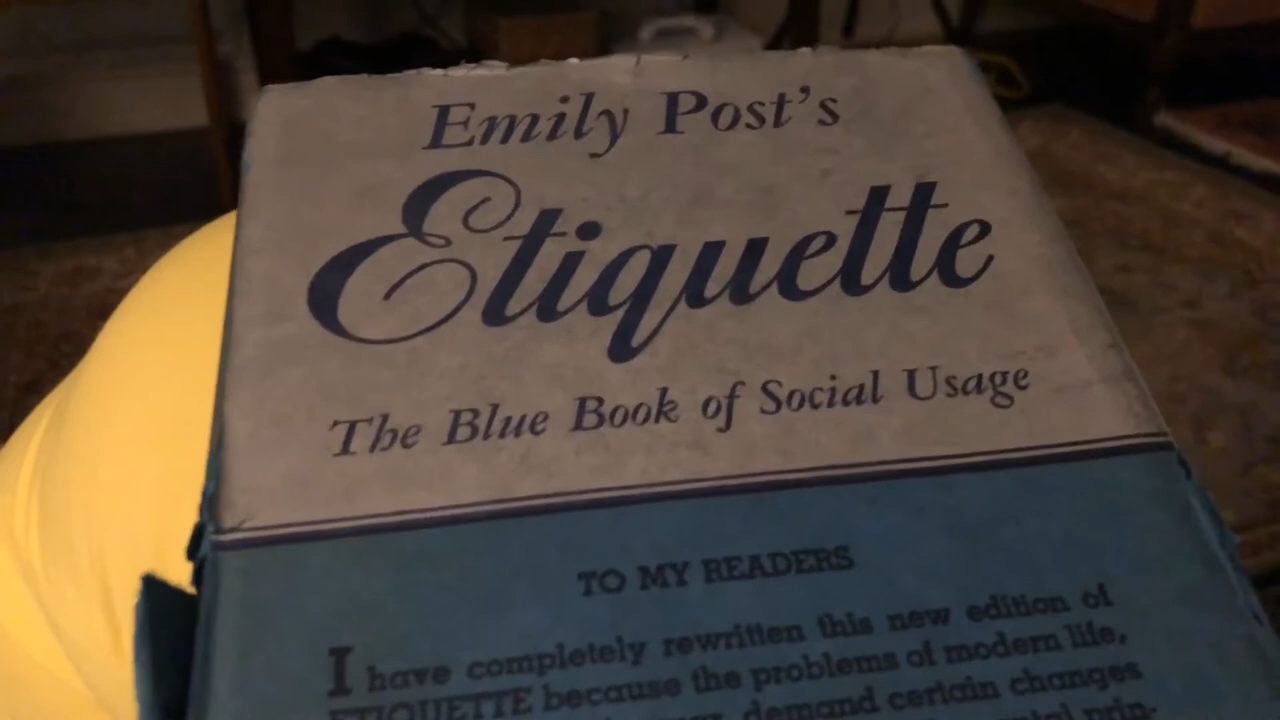 Emily Post's
Etiquette
The Blue Book of Social Usage
TO MY READERS
I have completely rewritten this new edition of
ETIQUETTE because the problems of modern life,
demand certain changes